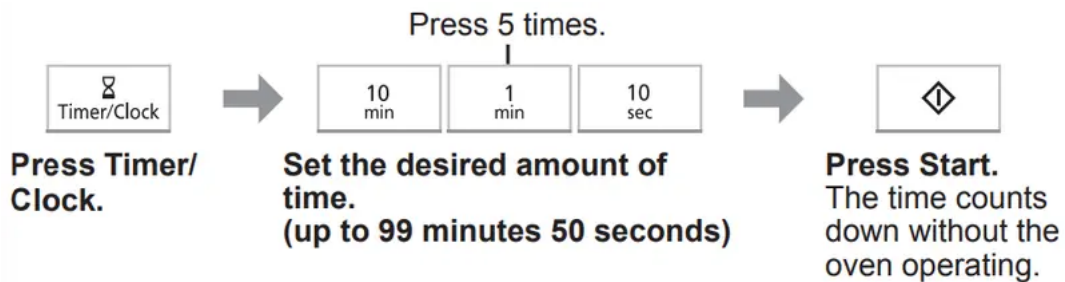 Press 5 times.
Timer/Clock
10
min
1
min
10
sec
Press Timer/
Clock.
Set the desired amount of
time.
(up to 99 minutes 50 seconds)
Press Start.
The time counts
down without the
oven operating.